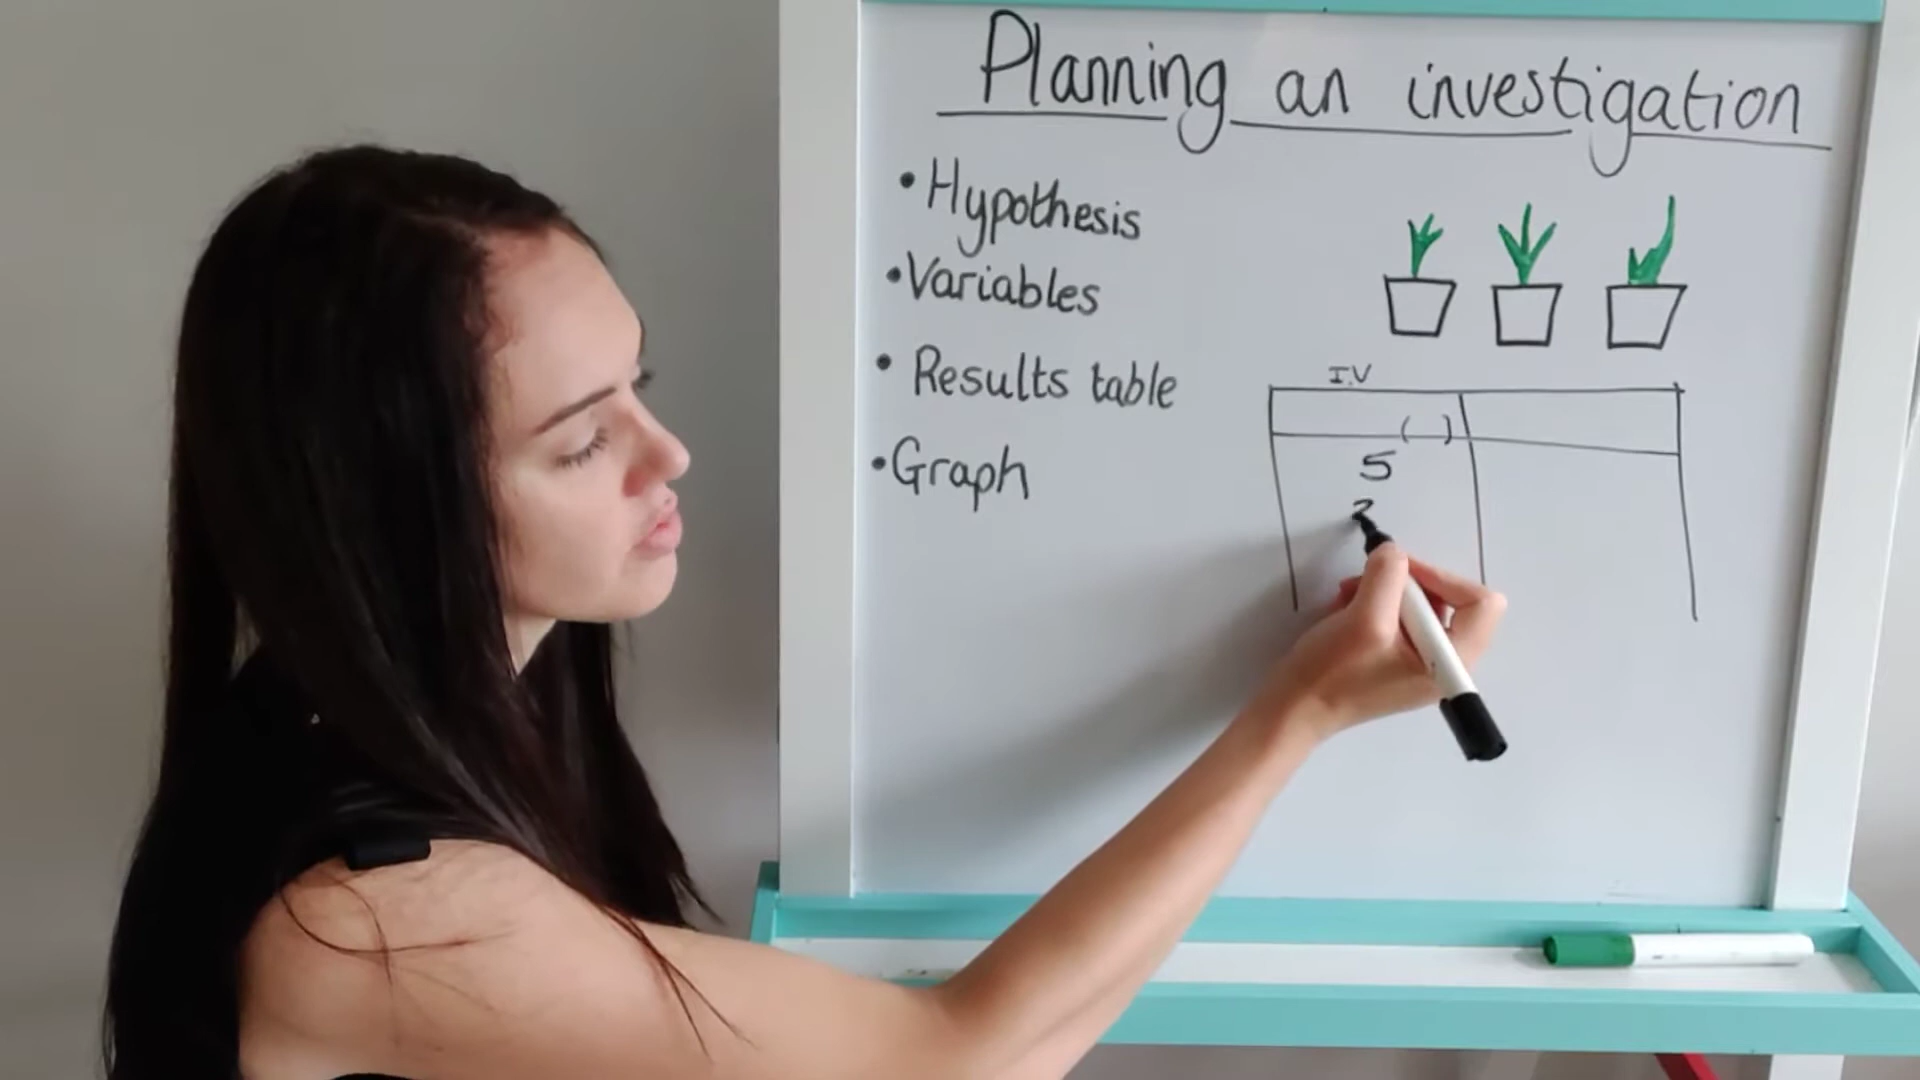 Planning an investigation
• Hypothesis
• Variables
• Results table
• Graph
I.V
( )
5